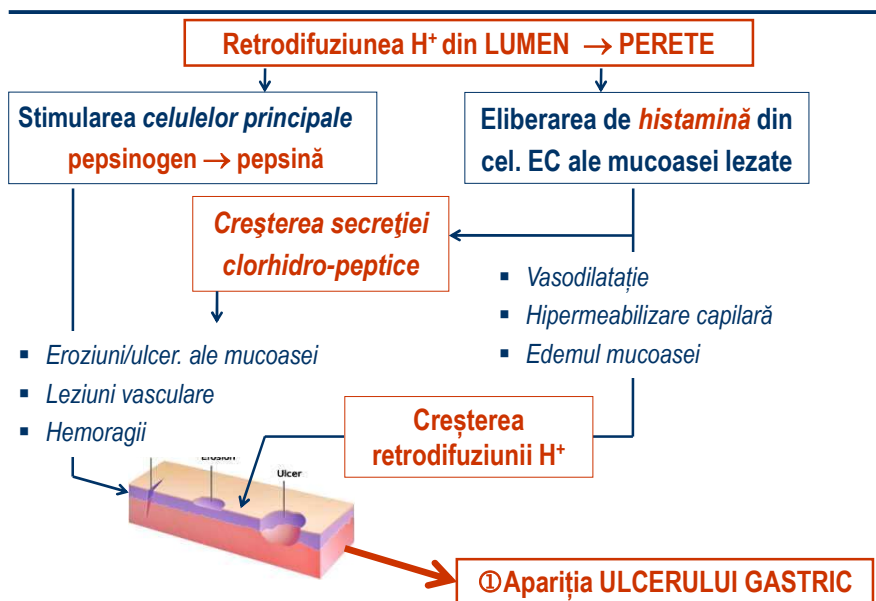 Retrodifuziunea H⁺ din LUMEN → PERETE
Stimularea celulelor principale
pepsinogen → pepsină
Eliberarea de histamină din
cel. EC ale mucoasei lezate
Creşterea secreţiei
clorhidro-peptice
▪ Vasodilatație
▪ Hipermeabilizare capilară
▪ Edemul mucoasei
▪ Eroziuni/ulcer. ale mucoasei
▪ Leziuni vasculare
▪ Hemoragii
Creșterea
retrodifuziunii H⁺
Erosion
Ulcer
①Apariția ULCERULUI GASTRIC